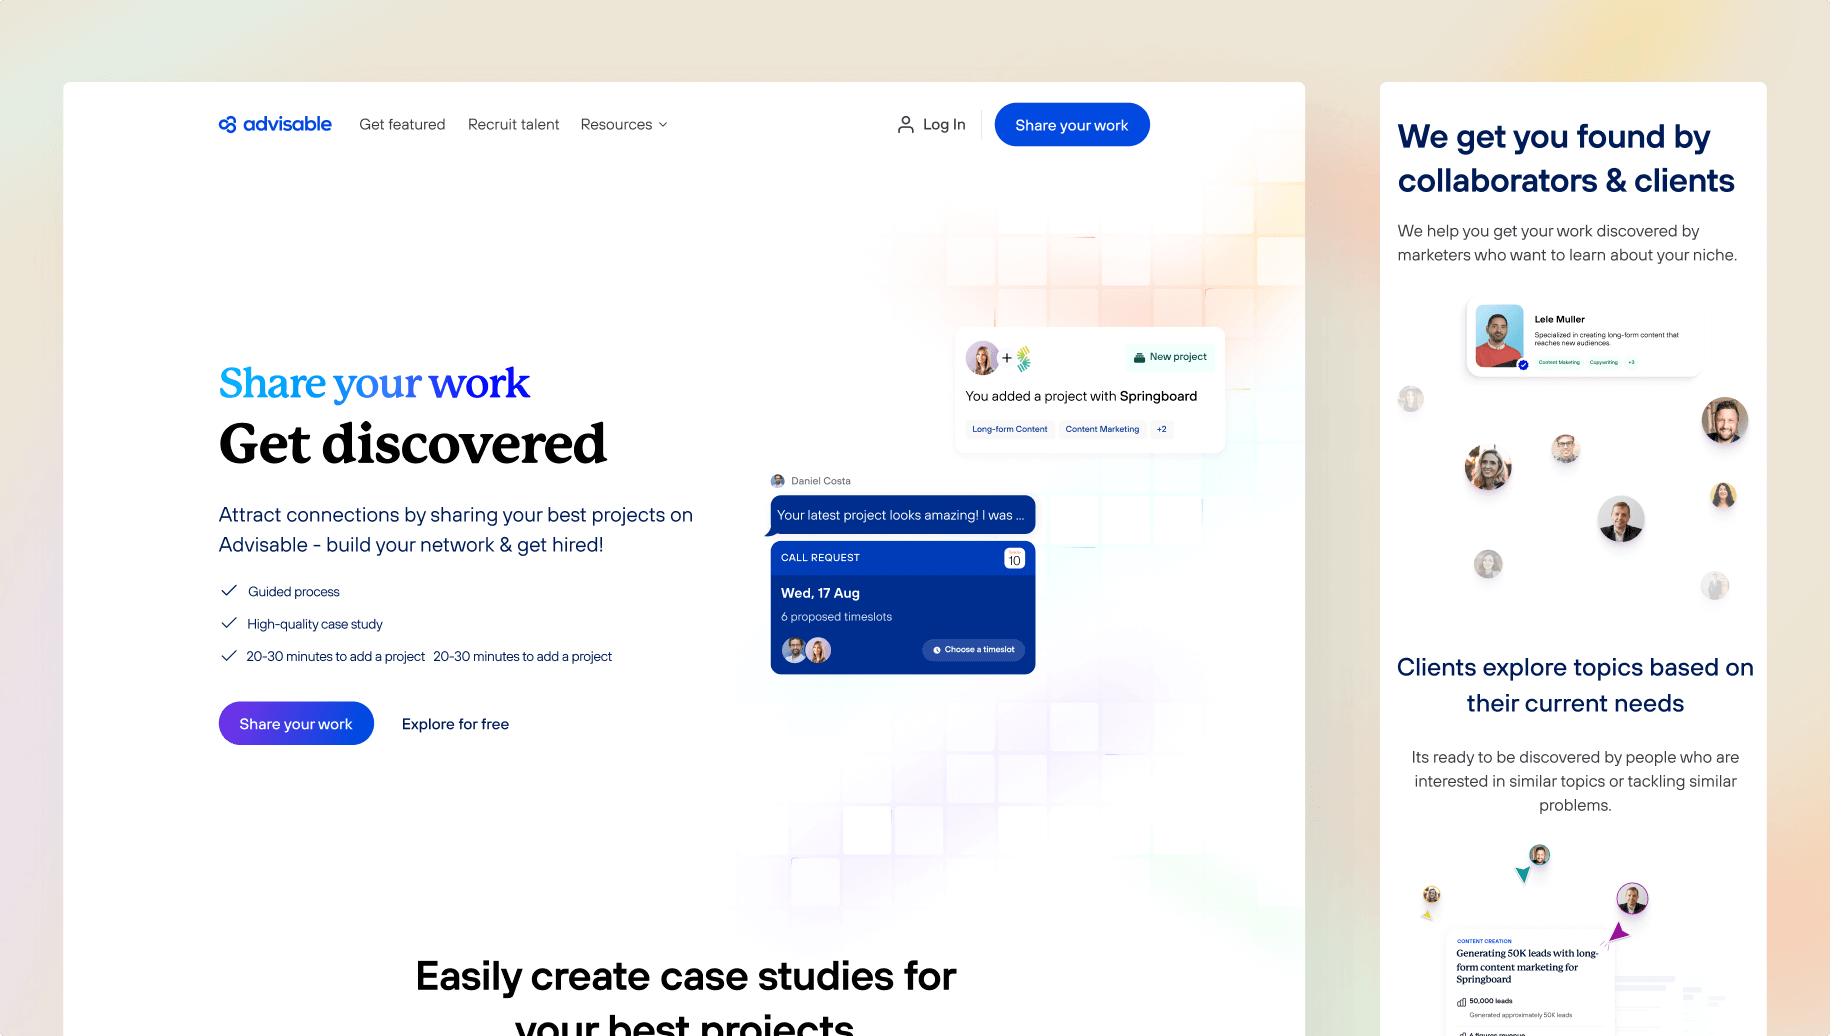 advisable
Get featured
Recruit talent
Resources
Log In
Share your work
Share your work
Get discovered
Attract connections by sharing your best projects on
Advisable - build your network & get hired!
Guided process
High-quality case study
20-30 minutes to add a project 20-30 minutes to add a project
Share your work
Explore for free
+
New project
You added a project with Springboard
Long-form Content
Content Marketing
+2
Daniel Costa
Your latest project looks amazing! I was ...
CALL REQUEST
10
Wed, 17 Aug
6 proposed timeslots
Choose a timeslot
Easily create case studies for
your best projects
We get you found by
collaborators & clients
We help you get your work discovered by
marketers who want to learn about your niche.
Lele Muller
Specialized in creating long-form content that
reaches new audiences.
Content Maketing
Copywriting
+3
Clients explore topics based on
their current needs
Its ready to be discovered by people who are
interested in similar topics or tackling similar
problems.
CONTENT CREATION
Generating 50K leads with long-
form content marketing for
Springboard
50,000 leads
Generated approximately 50K leads
6 figures revenue